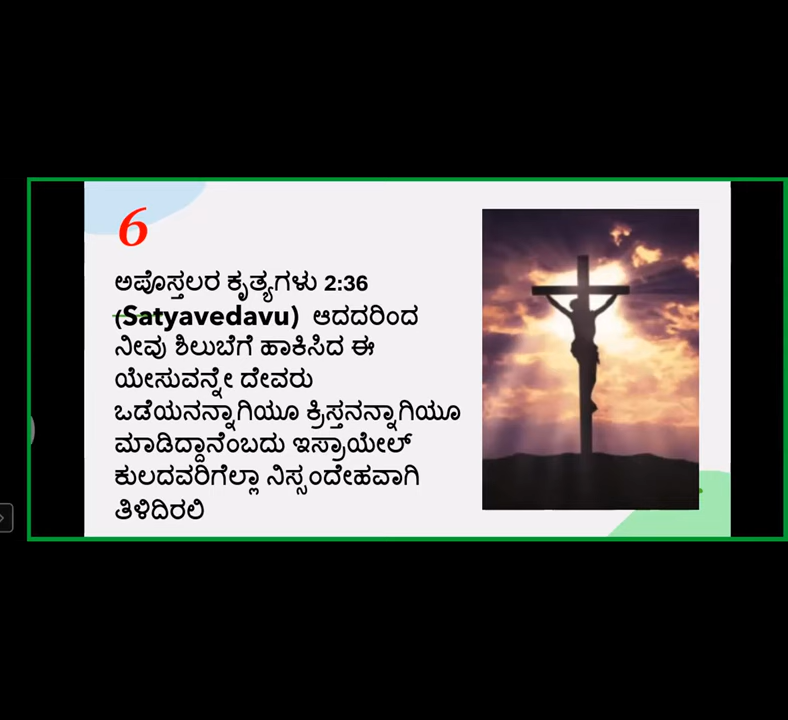 6
ಅಪೊಸ್ತಲರ ಕೃತ್ಯಗಳು 2:36
(Satyavedavu) ಆದದರಿಂದ
ನೀವು ಶಿಲುಬೆಗೆ ಹಾಕಿಸಿದ ಈ
ಯೇಸುವನ್ನೇ ದೇವರು
ಒಡೆಯನನ್ನಾಗಿಯೂ ಕ್ರಿಸ್ತನನ್ನಾಗಿಯೂ
ಮಾಡಿದ್ದಾನೆಂಬದು ಇಸ್ರಾಯೇಲ್
ಕುಲದವರಿಗೆಲ್ಲಾ ನಿಸ್ಸಂದೇಹವಾಗಿ
ತಿಳಿದಿರಲಿ